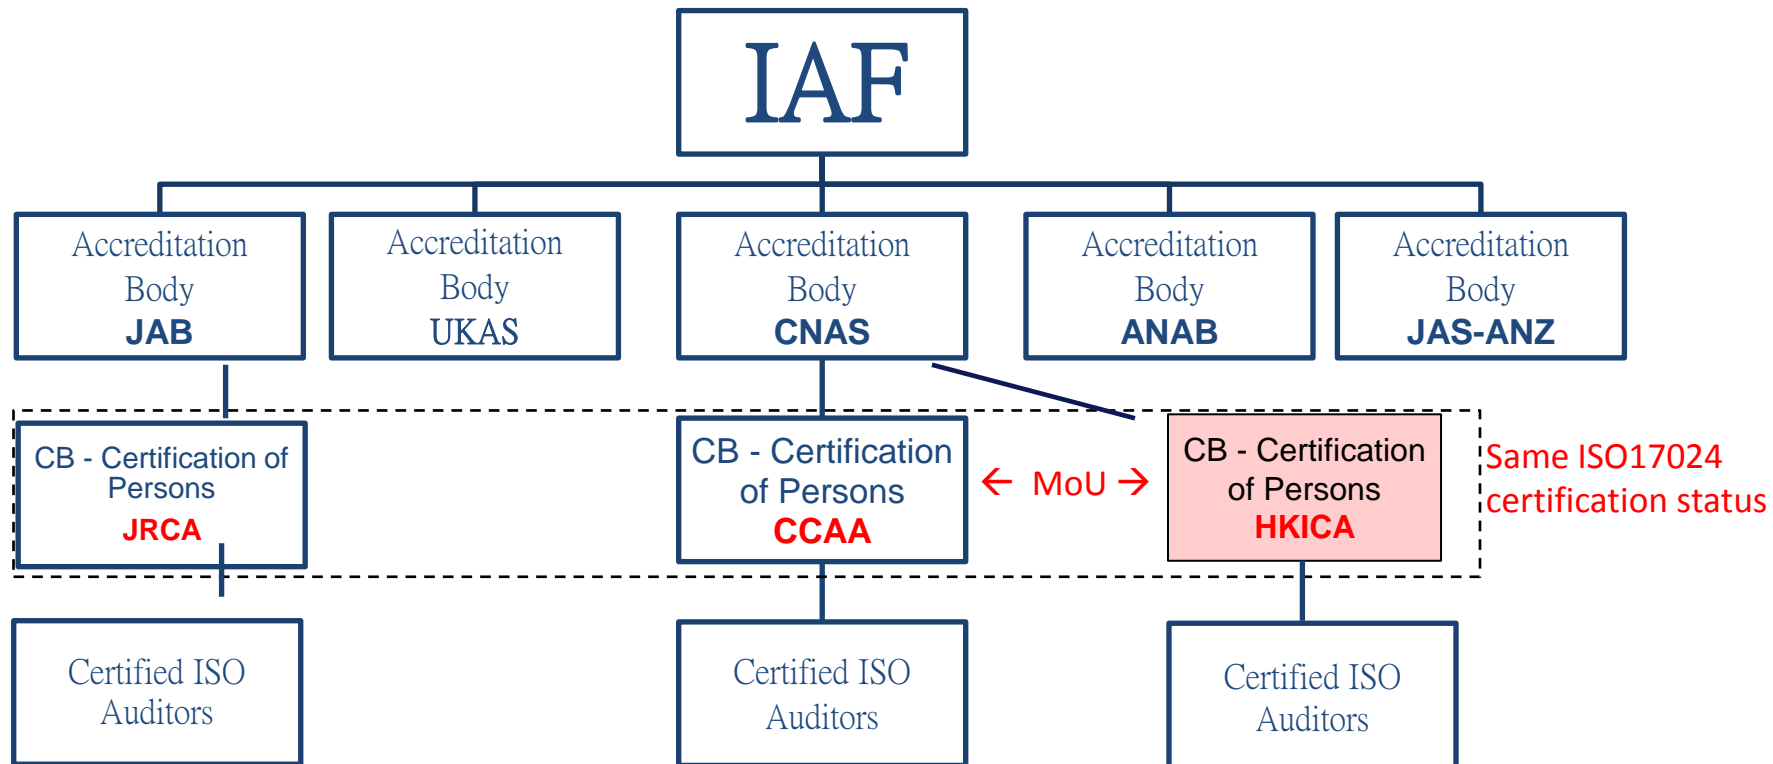 IAF
Accreditation
Body
JAB
Accreditation
Body
UKAS
Accreditation
Body
CNAS
Accreditation
Body
ANAB
Accreditation
Body
JAS-ANZ
CB - Certification of
Persons
JRCA
CB - Certification
of Persons
CCAA
← MoU →
CB - Certification
of Persons
HKICA
Same ISO17024
certification status
Certified ISO
Auditors
Certified ISO
Auditors
Certified ISO
Auditors